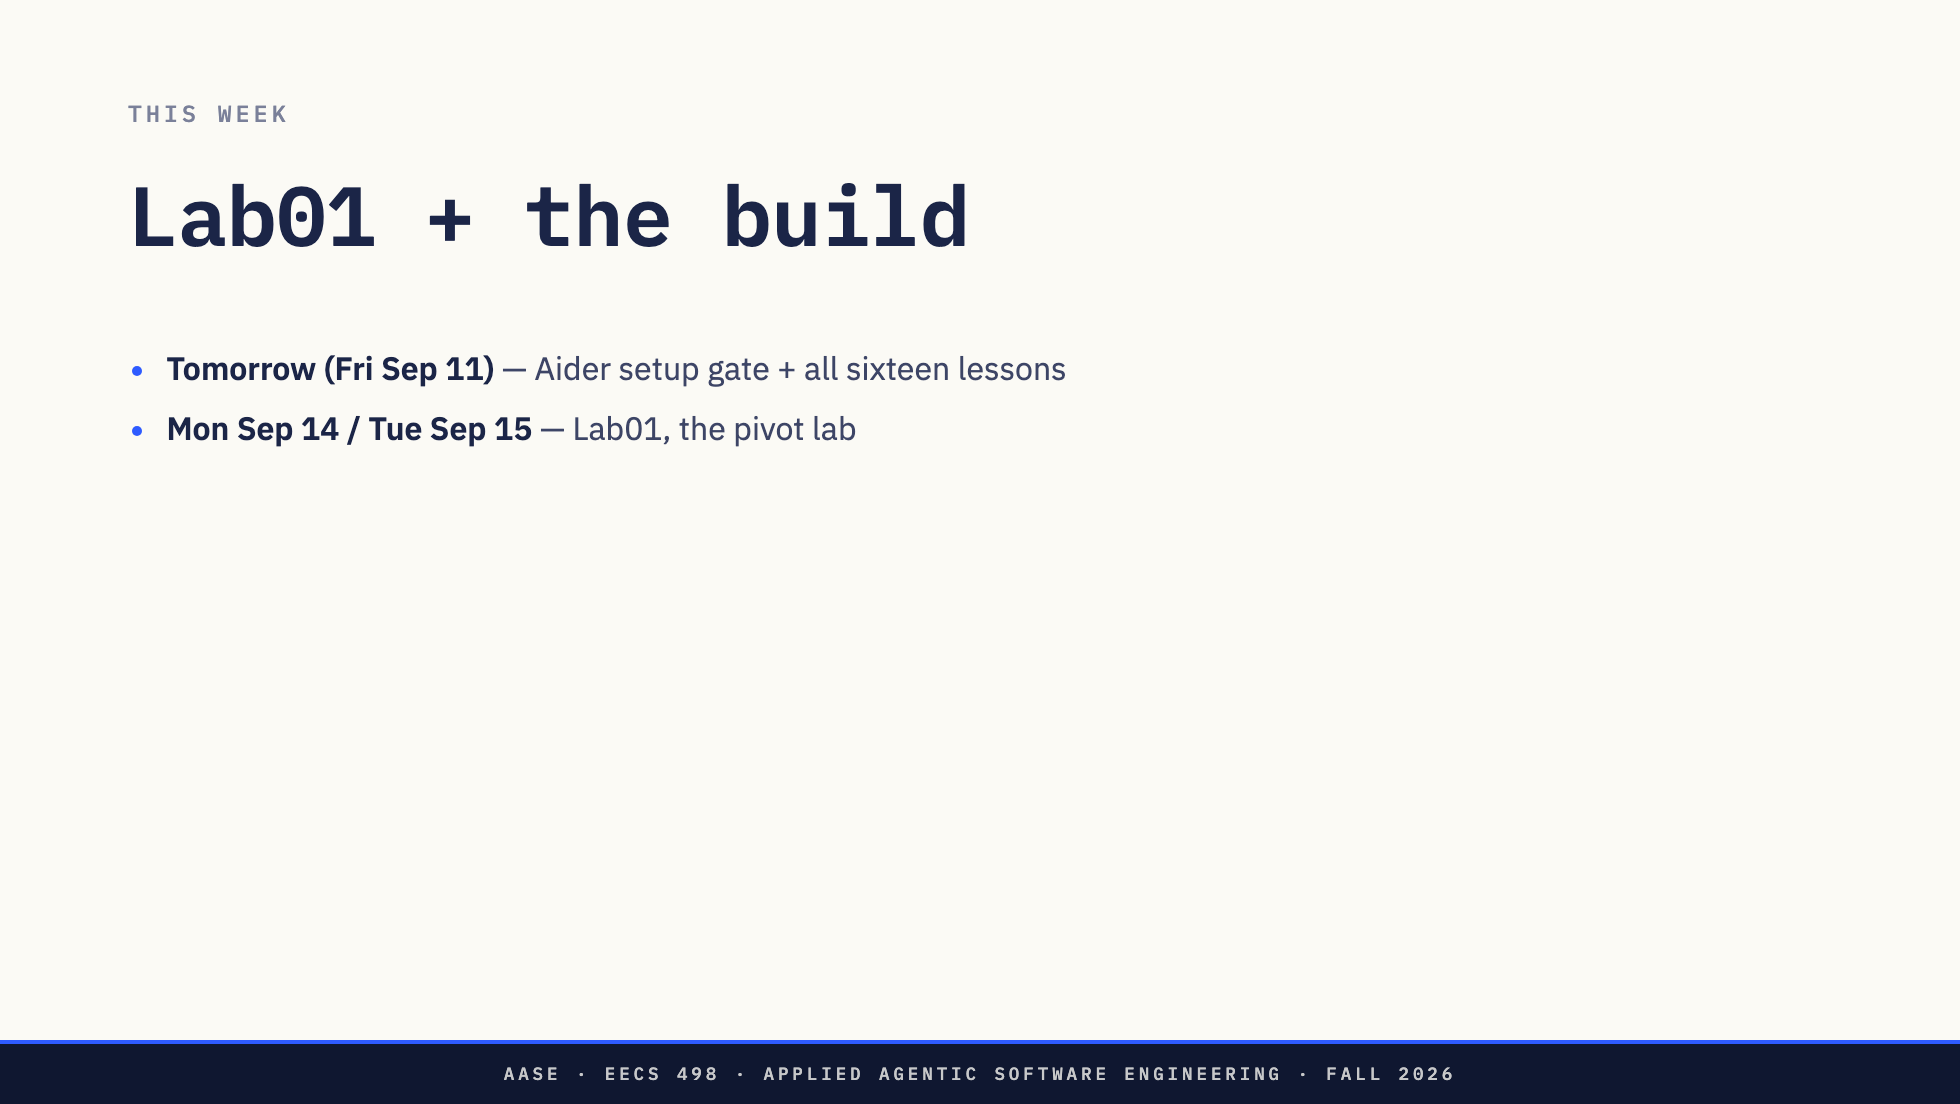 THIS WEEK
Lab01 + the build
• Tomorrow (Fri Sep 11) — Aider setup gate + all sixteen lessons
• Mon Sep 14 / Tue Sep 15 — Lab01, the pivot lab
AASE · EECS 498 · APPLIED AGENTIC SOFTWARE ENGINEERING · FALL 2026